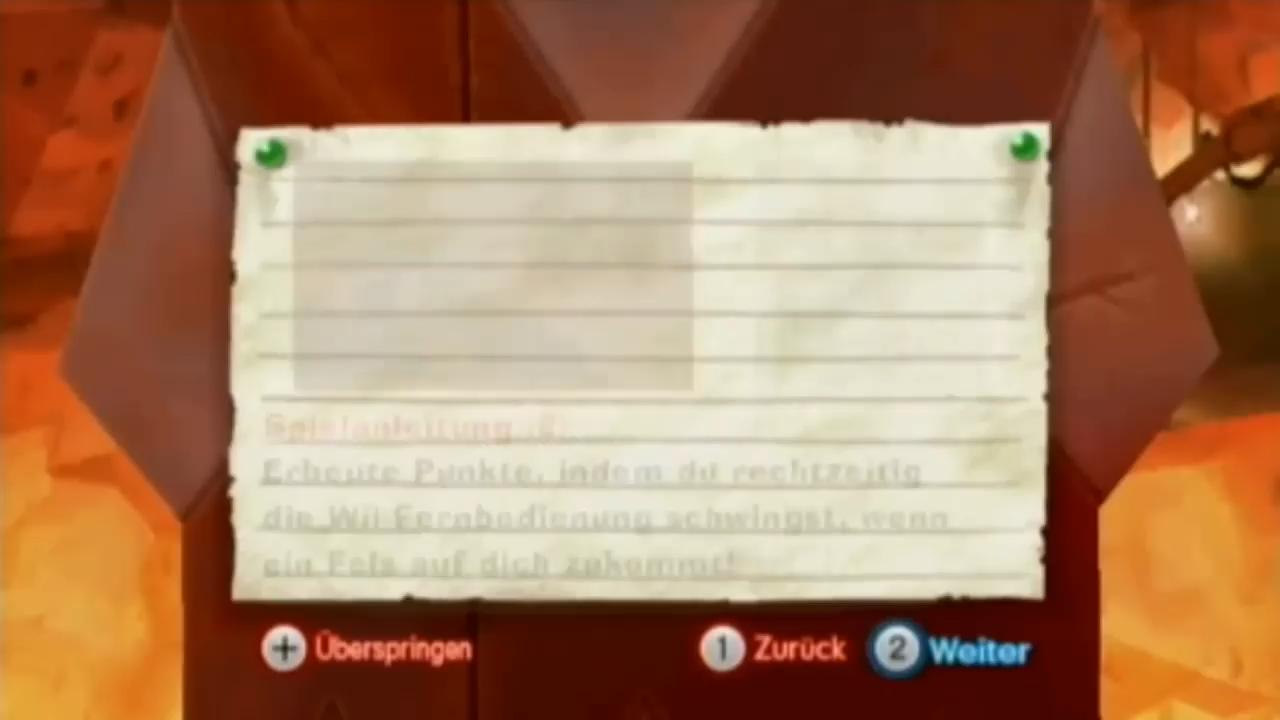 Spielanleitung (2)
Erbeute Punkte, indem du rechtzeitig
die Wii Fernbedienung schwingst, wenn
ein Fels auf dich zukommt!
+ Überspringen 1 Zurück 2 Weiter